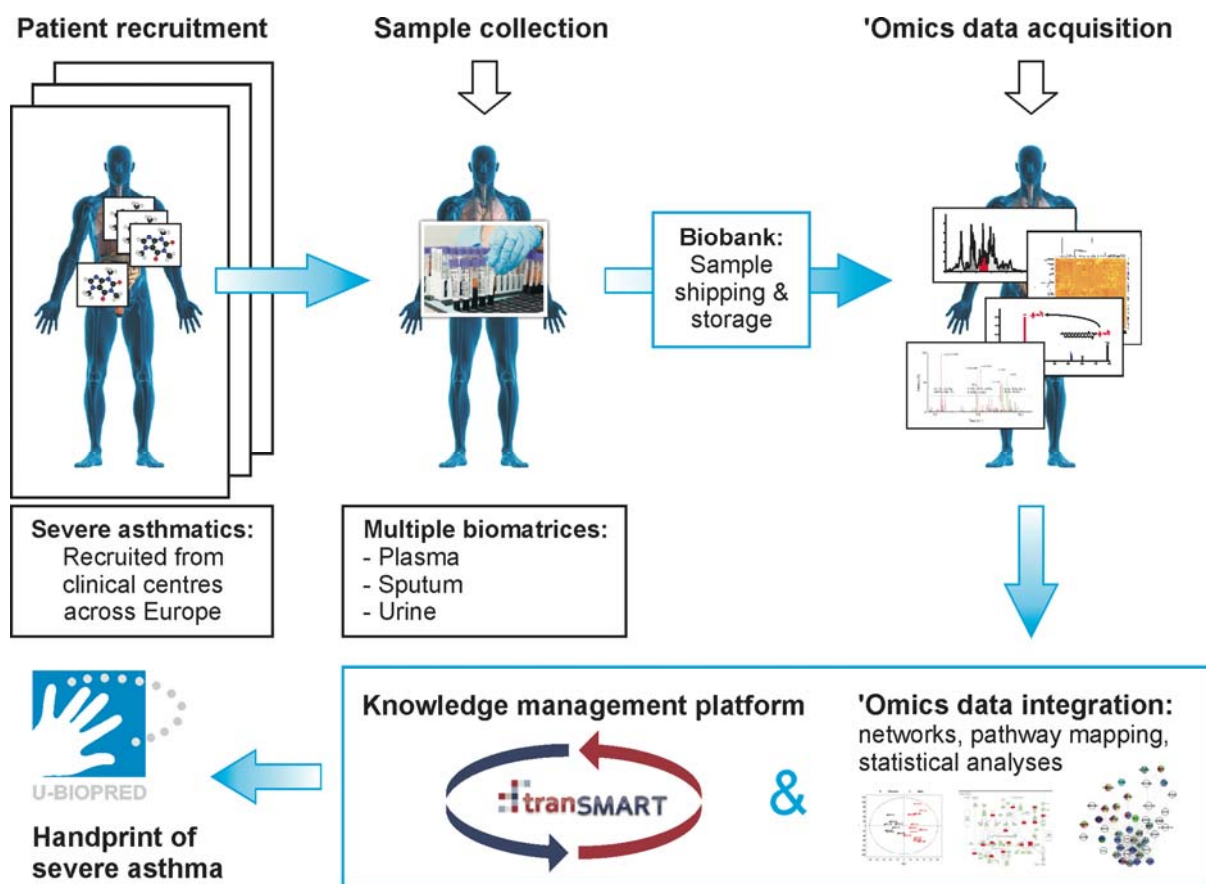 Patient recruitment
Sample collection
'Omics data acquisition
Biobank:
Sample
shipping &
storage
Severe asthmatics:
Recruited from
clinical centres
across Europe
Multiple biomatrices:
- Plasma
- Sputum
- Urine
U-BIOPRED
Handprint of
severe asthma
Knowledge management platform
tranSMART
&
'Omics data integration:
networks, pathway mapping,
statistical analyses